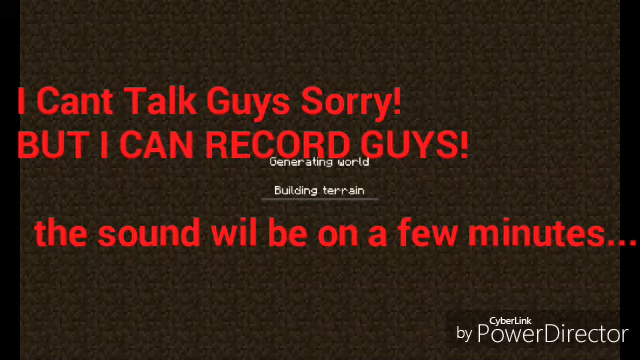 I Cant Talk Guys Sorry!
BUT I CAN RECORD GUYS!
Generating world
Building terrain
the sound wil be on a few minutes...
CyberLink
by PowerDirector